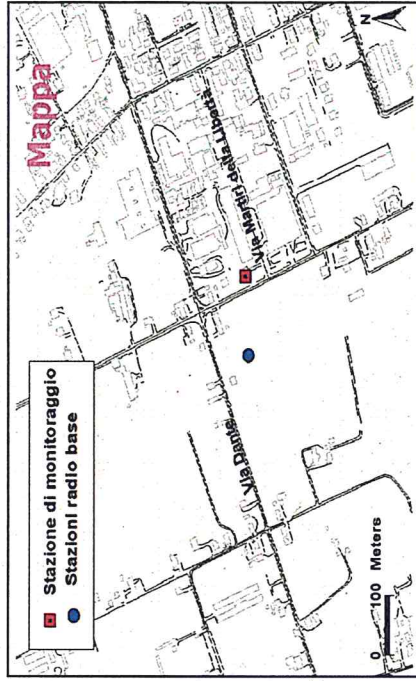 Mappa
Stazione di monitoraggio
Stazioni radio base
Via Dante
Via Martiri della Libertà
0 100 Meters
N